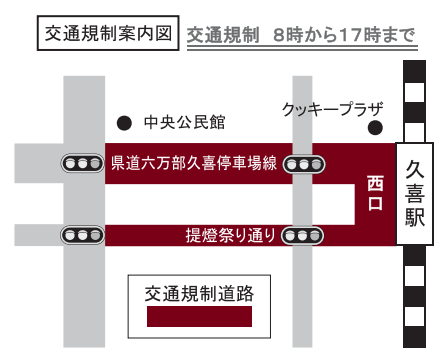 交通規制案内図
交通規制　８時から１７時まで
クッキープラザ
中央公民館
県道六万部久喜停車場線
西口
久喜駅
提燈祭り通り
交通規制道路